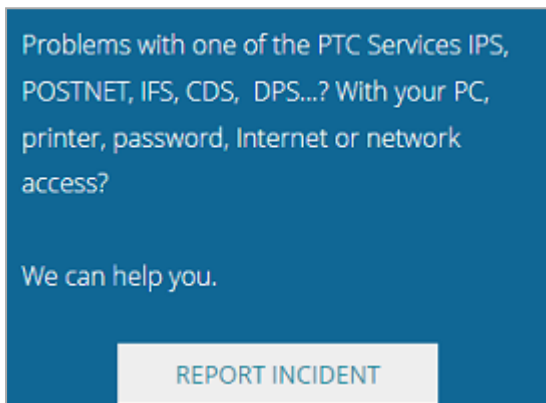 Problems with one of the PTC Services IPS,
POSTNET, IFS, CDS,  DPS...? With your PC,
printer, password, Internet or network
access?
We can help you.
REPORT INCIDENT